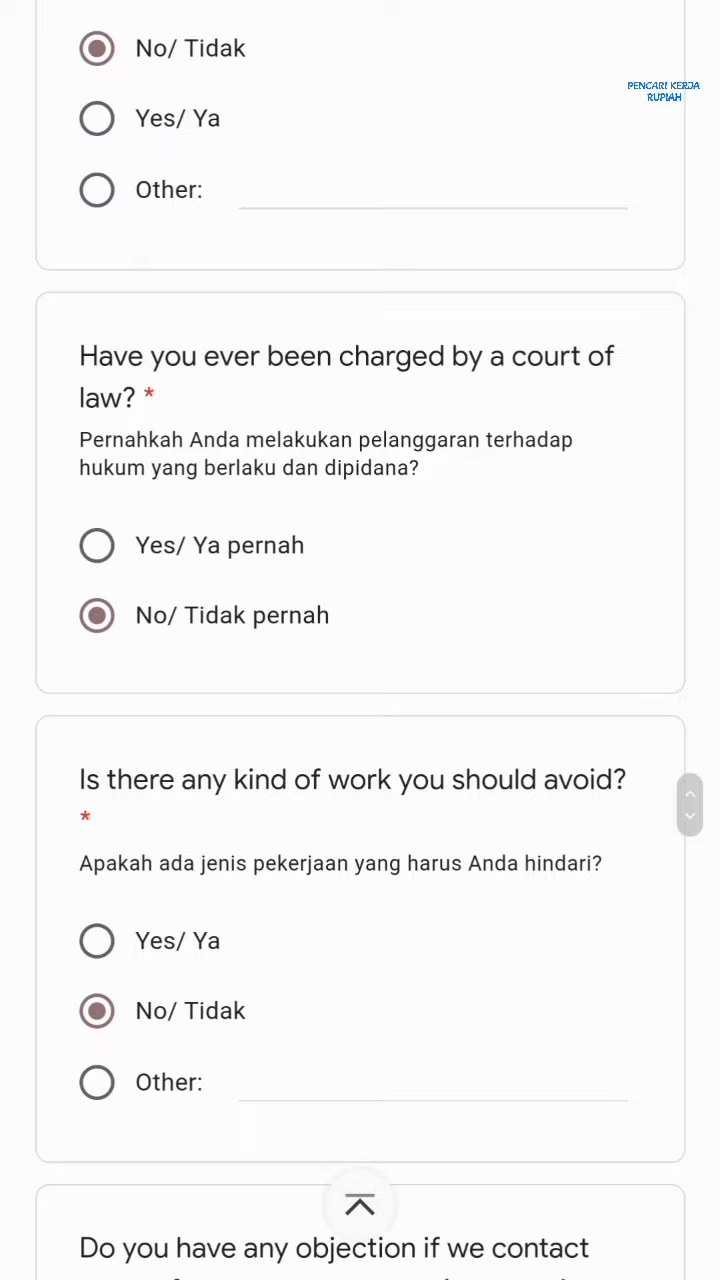 No/ Tidak
PENCARI KERJA
RUPIAH
Yes/ Ya
Other:
Have you ever been charged by a court of
law? *
Pernahkah Anda melakukan pelanggaran terhadap
hukum yang berlaku dan dipidana?
Yes/ Ya pernah
No/ Tidak pernah
Is there any kind of work you should avoid?
*
Apakah ada jenis pekerjaan yang harus Anda hindari?
Yes/ Ya
No/ Tidak
Other:
Do you have any objection if we contact